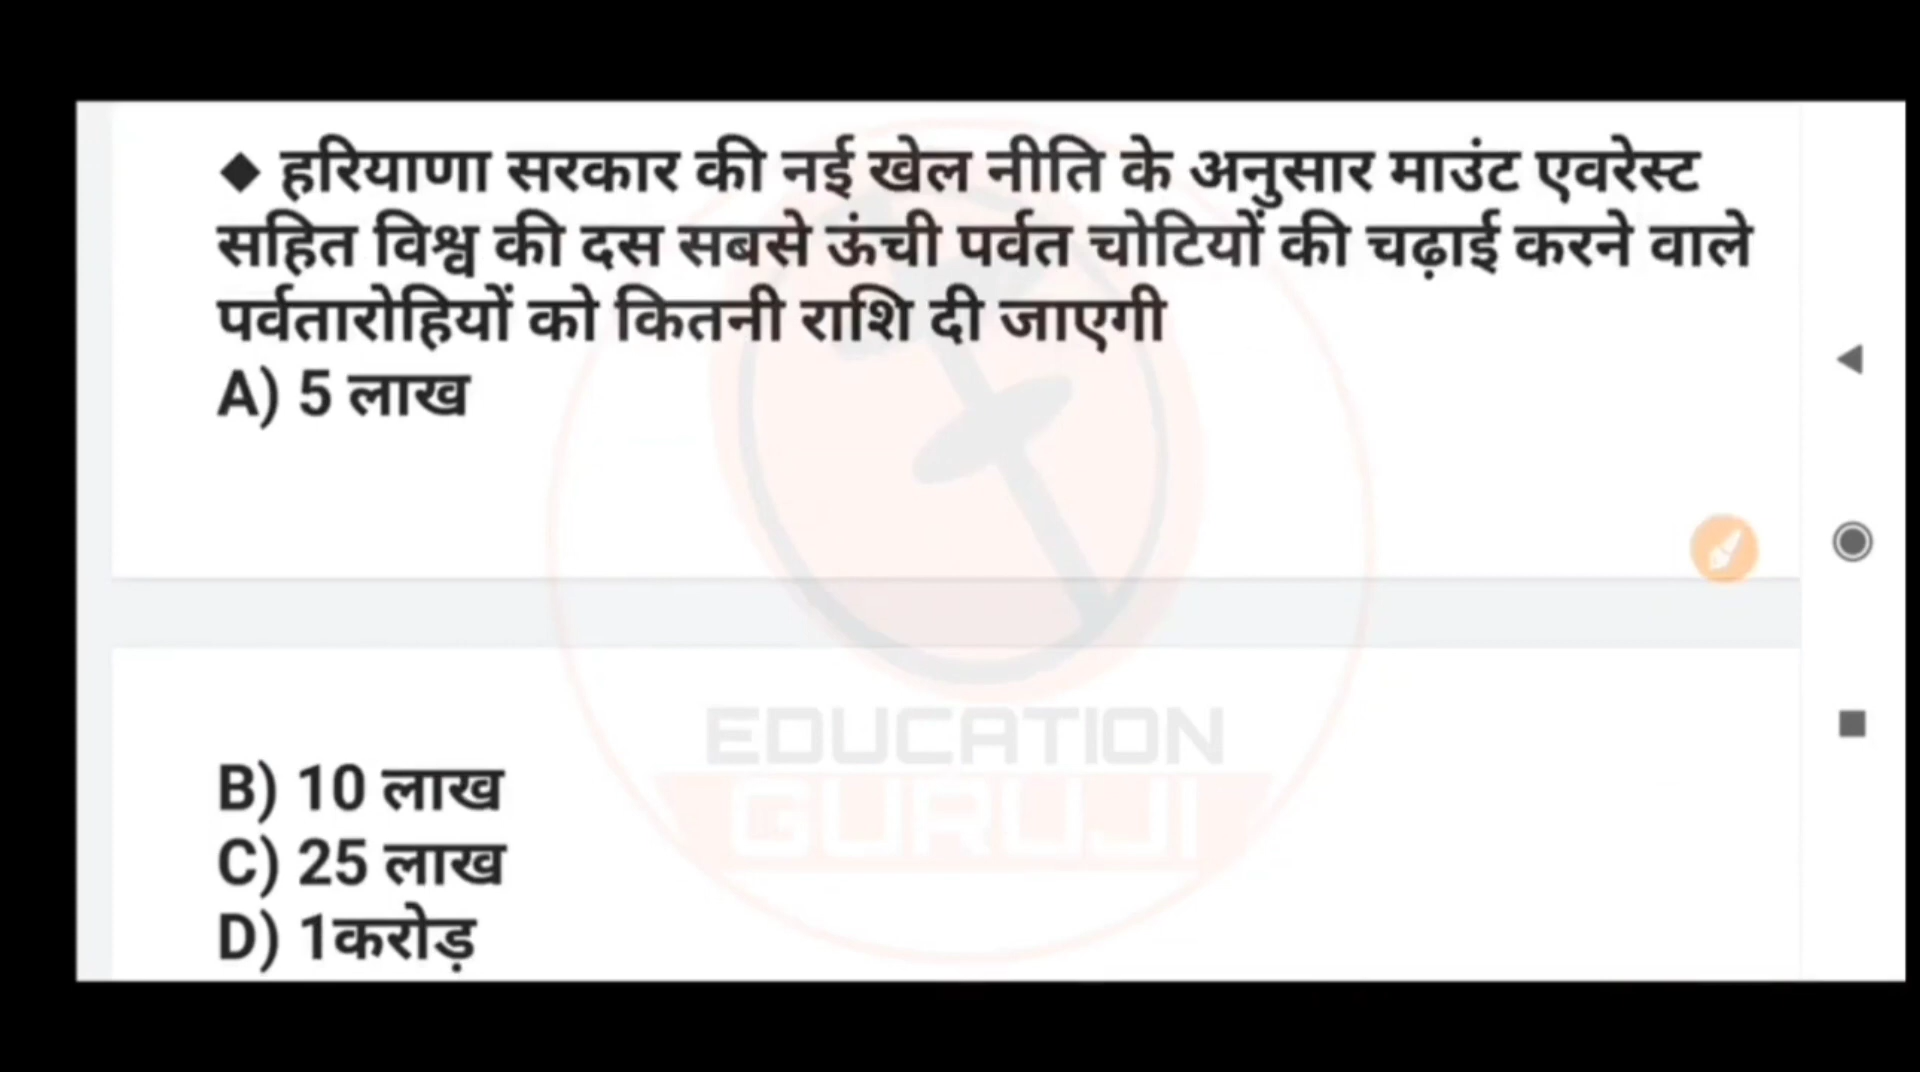 ◆ हरियाणा सरकार की नई खेल नीति के अनुसार माउंट एवरेस्ट
सहित विश्व की दस सबसे ऊंची पर्वत चोटियों की चढ़ाई करने वाले
पर्वतारोहियों को कितनी राशि दी जाएगी
A) 5 लाख
EDUCATION
GURUJI
B) 10 लाख
C) 25 लाख
D) 1करोड़